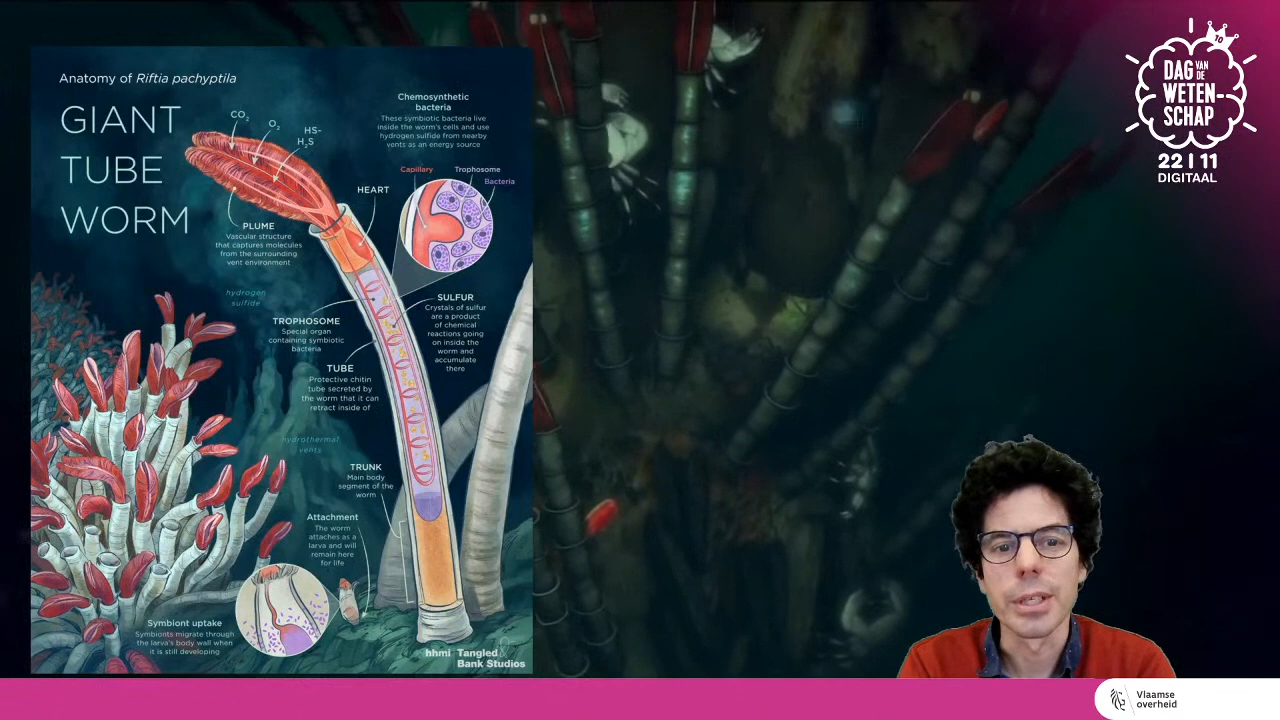 Anatomy of Riftia pachyptila
GIANT
TUBE
WORM
CO2
O2
HS-
H2S
Chemosynthetic
bacteria
These symbiotic bacteria live
inside the worm's cells and use
hydrogen sulfide from nearby
vents as an energy source
Capillary
Trophosome
Bacteria
HEART
PLUME
Vascular structure
that captures molecules
from the surrounding
vent environment
hydrogen
sulfide
TROPHOSOME
Special organ
containing symbiotic
bacteria
SULFUR
Crystals of sulfur
are a product
of chemical
reactions going
on inside the
worm and
accumulate
there
TUBE
Protective chitin
tube secreted by
the worm that it can
retract inside of
hydrothermal
vents
TRUNK
Main body
segment of the
worm
Attachment
The worm
attaches as a
larva and will
remain here
for life
Symbiont uptake
Symbionts migrate through
the larva's body wall when
it is still developing
hhmi Tangled
Bank Studios
10
DAG VAN DE
WETEN-
SCHAP
22 | 11
DIGITAAL
Vlaamse
overheid